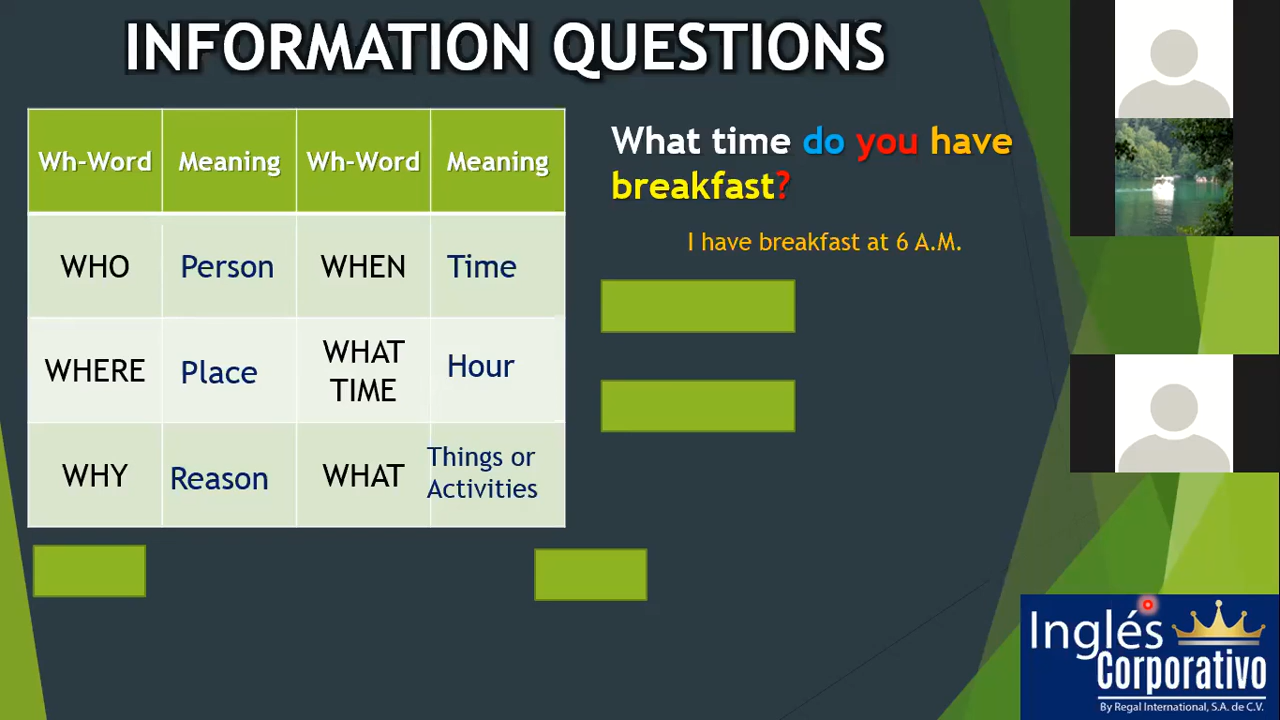 INFORMATION QUESTIONS
Wh-Word Meaning Wh-Word Meaning
WHO Person WHEN Time
WHERE Place WHAT TIME Hour
WHY Reason WHAT Things or Activities
What time do you have
breakfast?
I have breakfast at 6 A.M.
Inglés
Corporativo
By Regal International, S.A. de C.V.